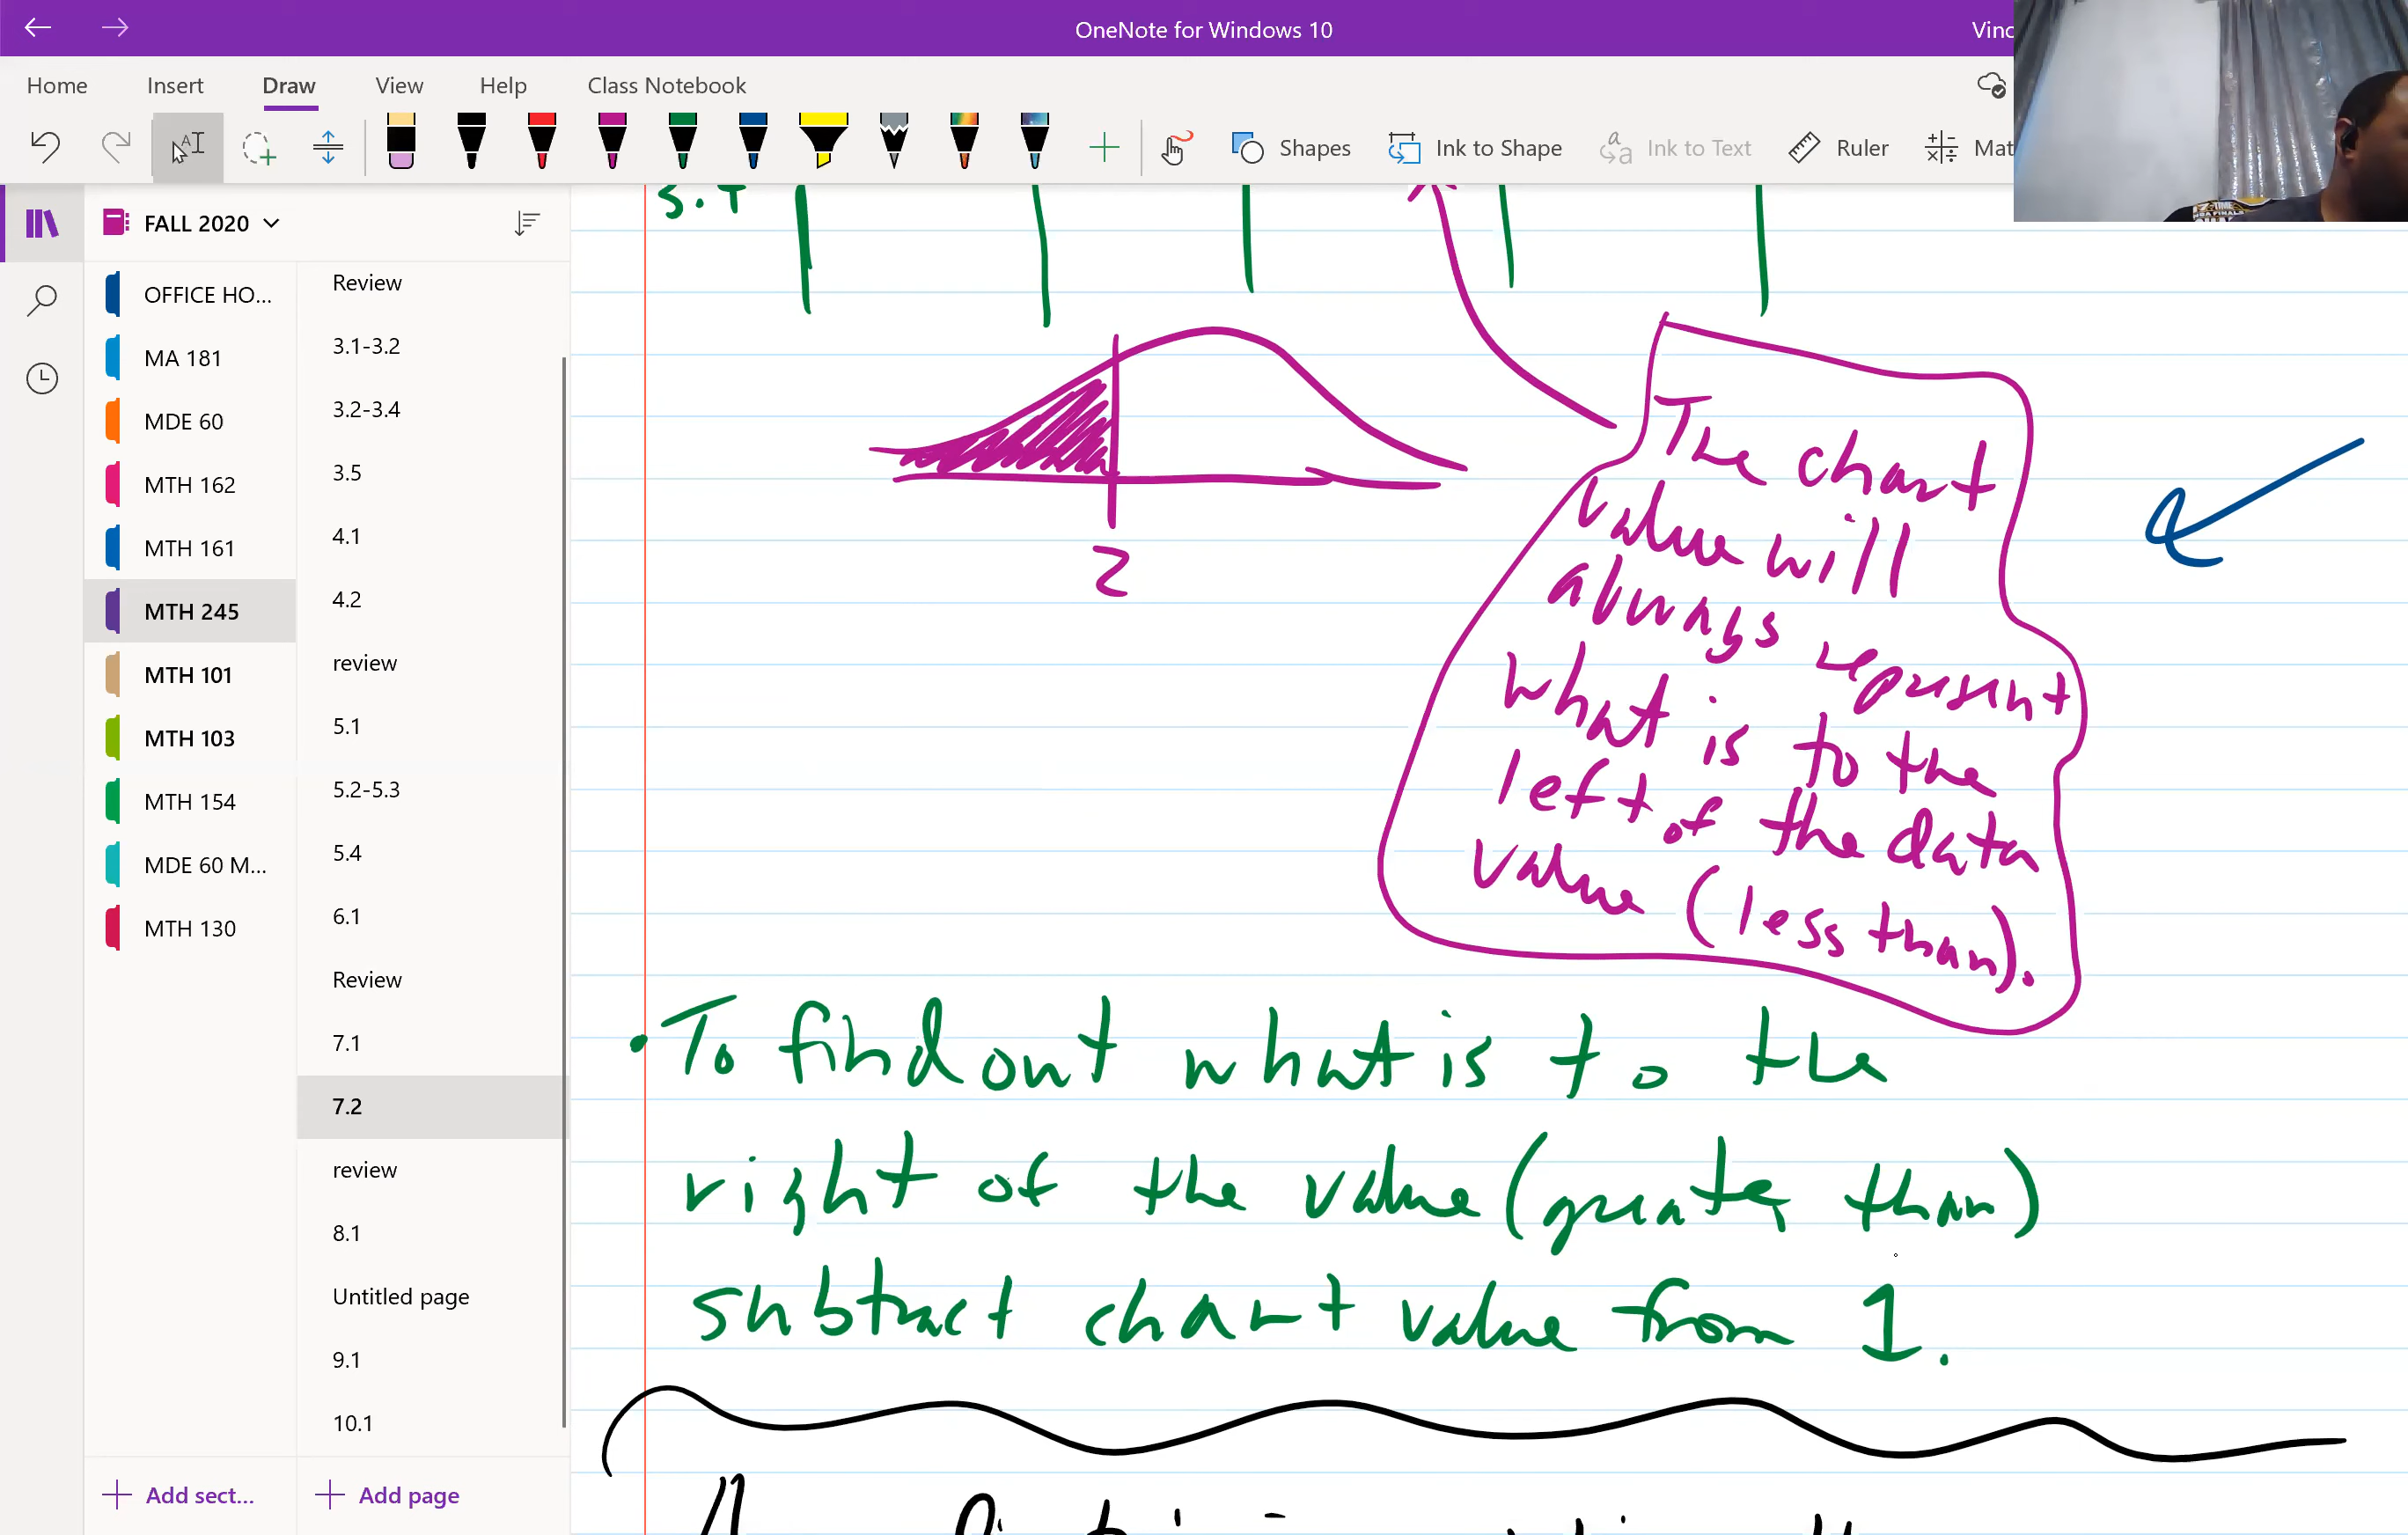 OneNote for Windows 10
Vinc
Home Insert Draw View Help Class Notebook
Shapes Ink to Shape Ink to Text Ruler Mat
FALL 2020
OFFICE HO...
MA 181
MDE 60
MTH 162
MTH 161
MTH 245
MTH 101
MTH 103
MTH 154
MDE 60 M...
MTH 130
Add sect...
Review
3.1-3.2
3.2-3.4
3.5
4.1
4.2
review
5.1
5.2-5.3
5.4
6.1
Review
7.1
7.2
review
8.1
Untitled page
9.1
10.1
Add page
3.4
z
The chart
value will
always represent
what is to the
left of the data
value (less than).
• To find out what is to the
right of the value (greater than)
subtract chart value from 1.